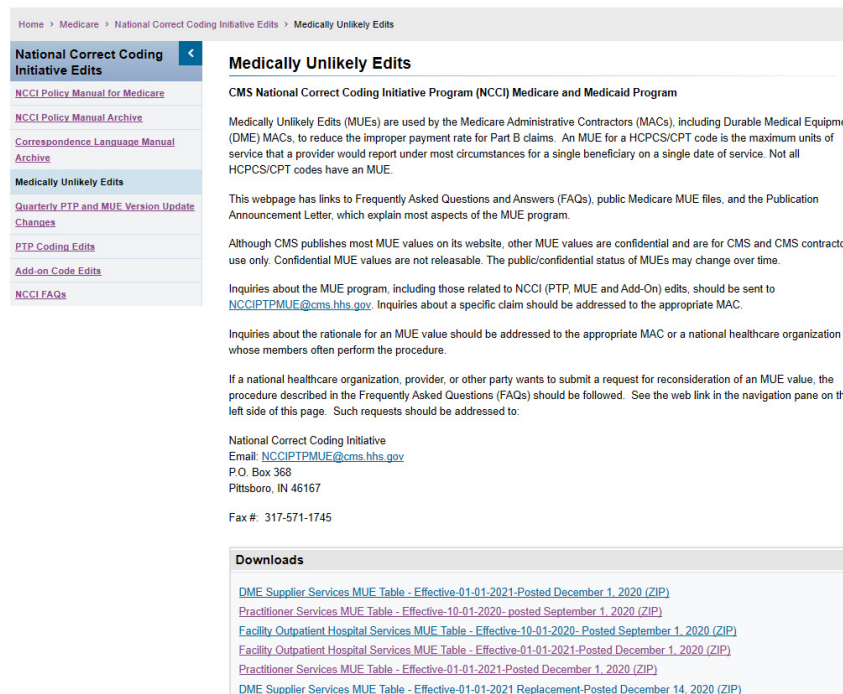 Home > Medicare > National Correct Coding Initiative Edits > Medically Unlikely Edits
National Correct Coding
Initiative Edits
NCCI Policy Manual for Medicare
NCCI Policy Manual Archive
Correspondence Language Manual
Archive
Medically Unlikely Edits
Quarterly PTP and MUE Version Update
Changes
PTP Coding Edits
Add-on Code Edits
NCCI FAQs
Medically Unlikely Edits
CMS National Correct Coding Initiative Program (NCCI) Medicare and Medicaid Program
Medically Unlikely Edits (MUEs) are used by the Medicare Administrative Contractors (MACs), including Durable Medical Equipme
(DME) MACs, to reduce the improper payment rate for Part B claims. An MUE for a HCPCS/CPT code is the maximum units of
service that a provider would report under most circumstances for a single beneficiary on a single date of service. Not all
HCPCS/CPT codes have an MUE.
This webpage has links to Frequently Asked Questions and Answers (FAQs), public Medicare MUE files, and the Publication
Announcement Letter, which explain most aspects of the MUE program.
Although CMS publishes most MUE values on its website, other MUE values are confidential and are for CMS and CMS contracto
use only. Confidential MUE values are not releasable. The public/confidential status of MUEs may change over time.
Inquiries about the MUE program, including those related to NCCI (PTP, MUE and Add-On) edits, should be sent to
NCCIPTPMUE@cms.hhs.gov. Inquiries about a specific claim should be addressed to the appropriate MAC.
Inquiries about the rationale for an MUE value should be addressed to the appropriate MAC or a national healthcare organization
whose members often perform the procedure.
If a national healthcare organization, provider, or other party wants to submit a request for reconsideration of an MUE value, the
procedure described in the Frequently Asked Questions (FAQs) should be followed. See the web link in the navigation pane on th
left side of this page. Such requests should be addressed to:
National Correct Coding Initiative
Email: NCCIPTPMUE@cms.hhs.gov
P.O. Box 368
Pittsboro, IN 46167
Fax #: 317-571-1745
Downloads
DME Supplier Services MUE Table - Effective-01-01-2021-Posted December 1, 2020 (ZIP)
Practitioner Services MUE Table - Effective-10-01-2020- posted September 1, 2020 (ZIP)
Facility Outpatient Hospital Services MUE Table - Effective-10-01-2020- Posted September 1, 2020 (ZIP)
Facility Outpatient Hospital Services MUE Table - Effective-01-01-2021-Posted December 1, 2020 (ZIP)
Practitioner Services MUE Table - Effective-01-01-2021-Posted December 1, 2020 (ZIP)
DME Supplier Services MUE Table - Effective-01-01-2021 Replacement-Posted December 14, 2020 (ZIP)